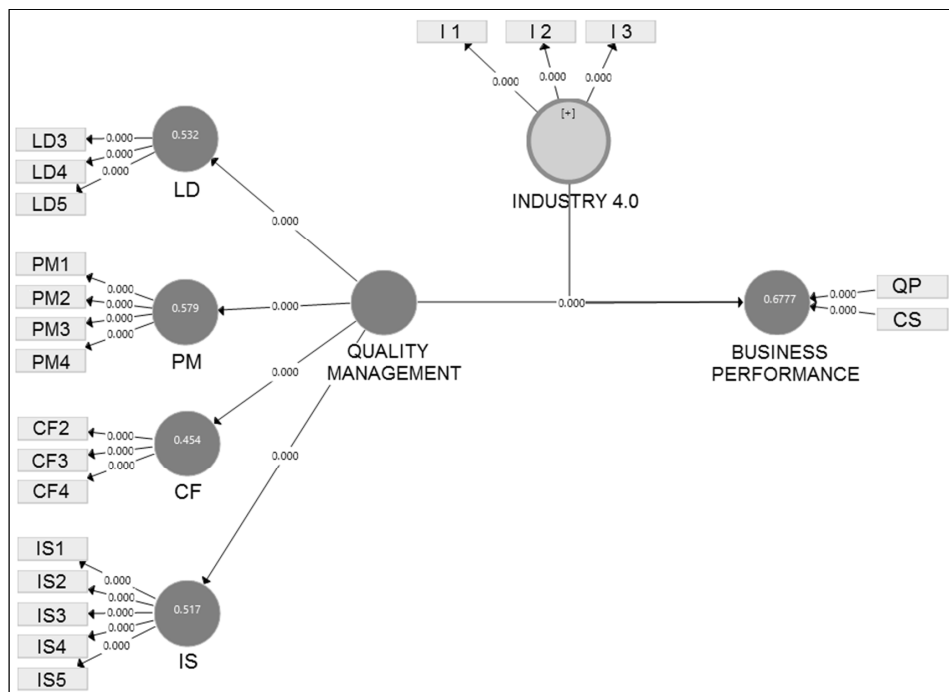 I 1
I 2
I 3
0.000
0.000
0.000
[+]
INDUSTRY 4.0
LD3
LD4
LD5
0.000
0.000
0.000
0.532
LD
0.000
PM1
PM2
PM3
PM4
0.000
0.000
0.000
0.000
0.579
PM
0.000
QUALITY
MANAGEMENT
0.000
0.6777
BUSINESS
PERFORMANCE
0.000
0.000
QP
CS
0.000
CF2
CF3
CF4
0.000
0.000
0.000
0.454
CF
0.000
IS1
IS2
IS3
IS4
IS5
0.000
0.000
0.000
0.000
0.000
0.517
IS